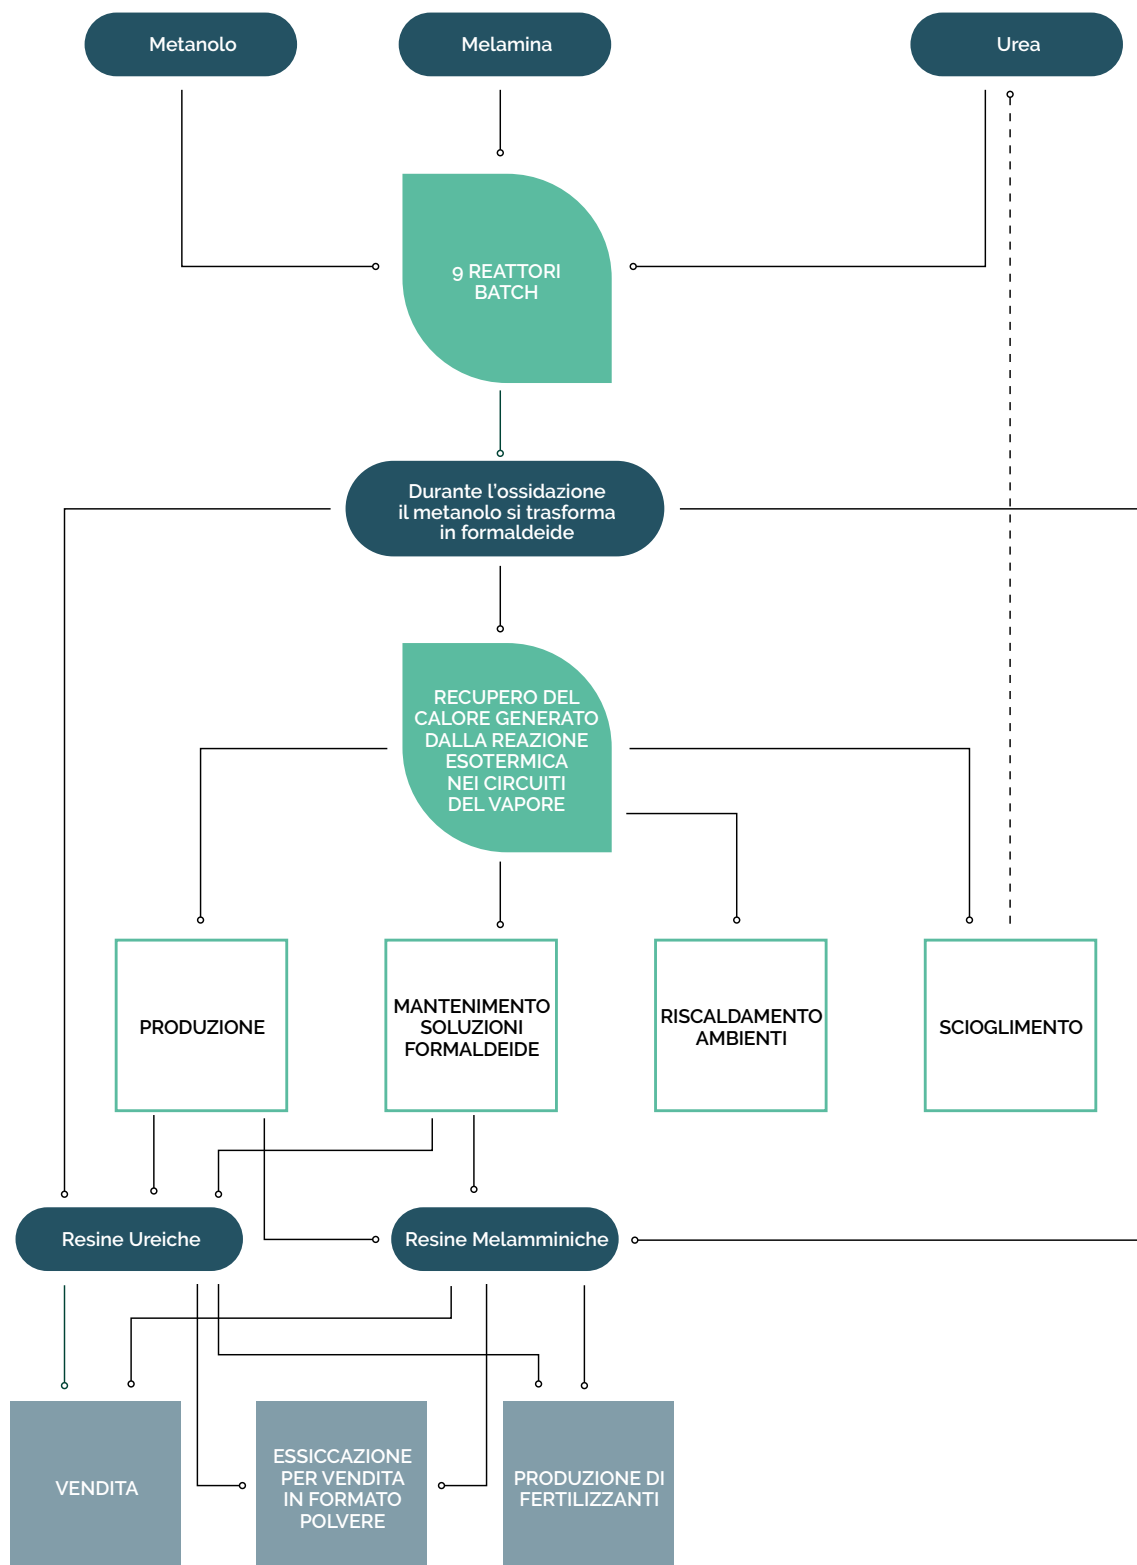 Metanolo
Melamina
Urea
9 REATTORI
BATCH
Durante l'ossidazione
il metanolo si trasforma
in formaldeide
RECUPERO DEL
CALORE GENERATO
DALLA REAZIONE
ESOTERMICA
NEI CIRCUITI
DEL VAPORE
PRODUZIONE
MANTENIMENTO
SOLUZIONI
FORMALDEIDE
RISCALDAMENTO
AMBIENTI
SCIOGLIMENTO
Resine Ureiche
Resine Melamminiche
VENDITA
ESSICCAZIONE
PER VENDITA
IN FORMATO
POLVERE
PRODUZIONE DI
FERTILIZZANTI